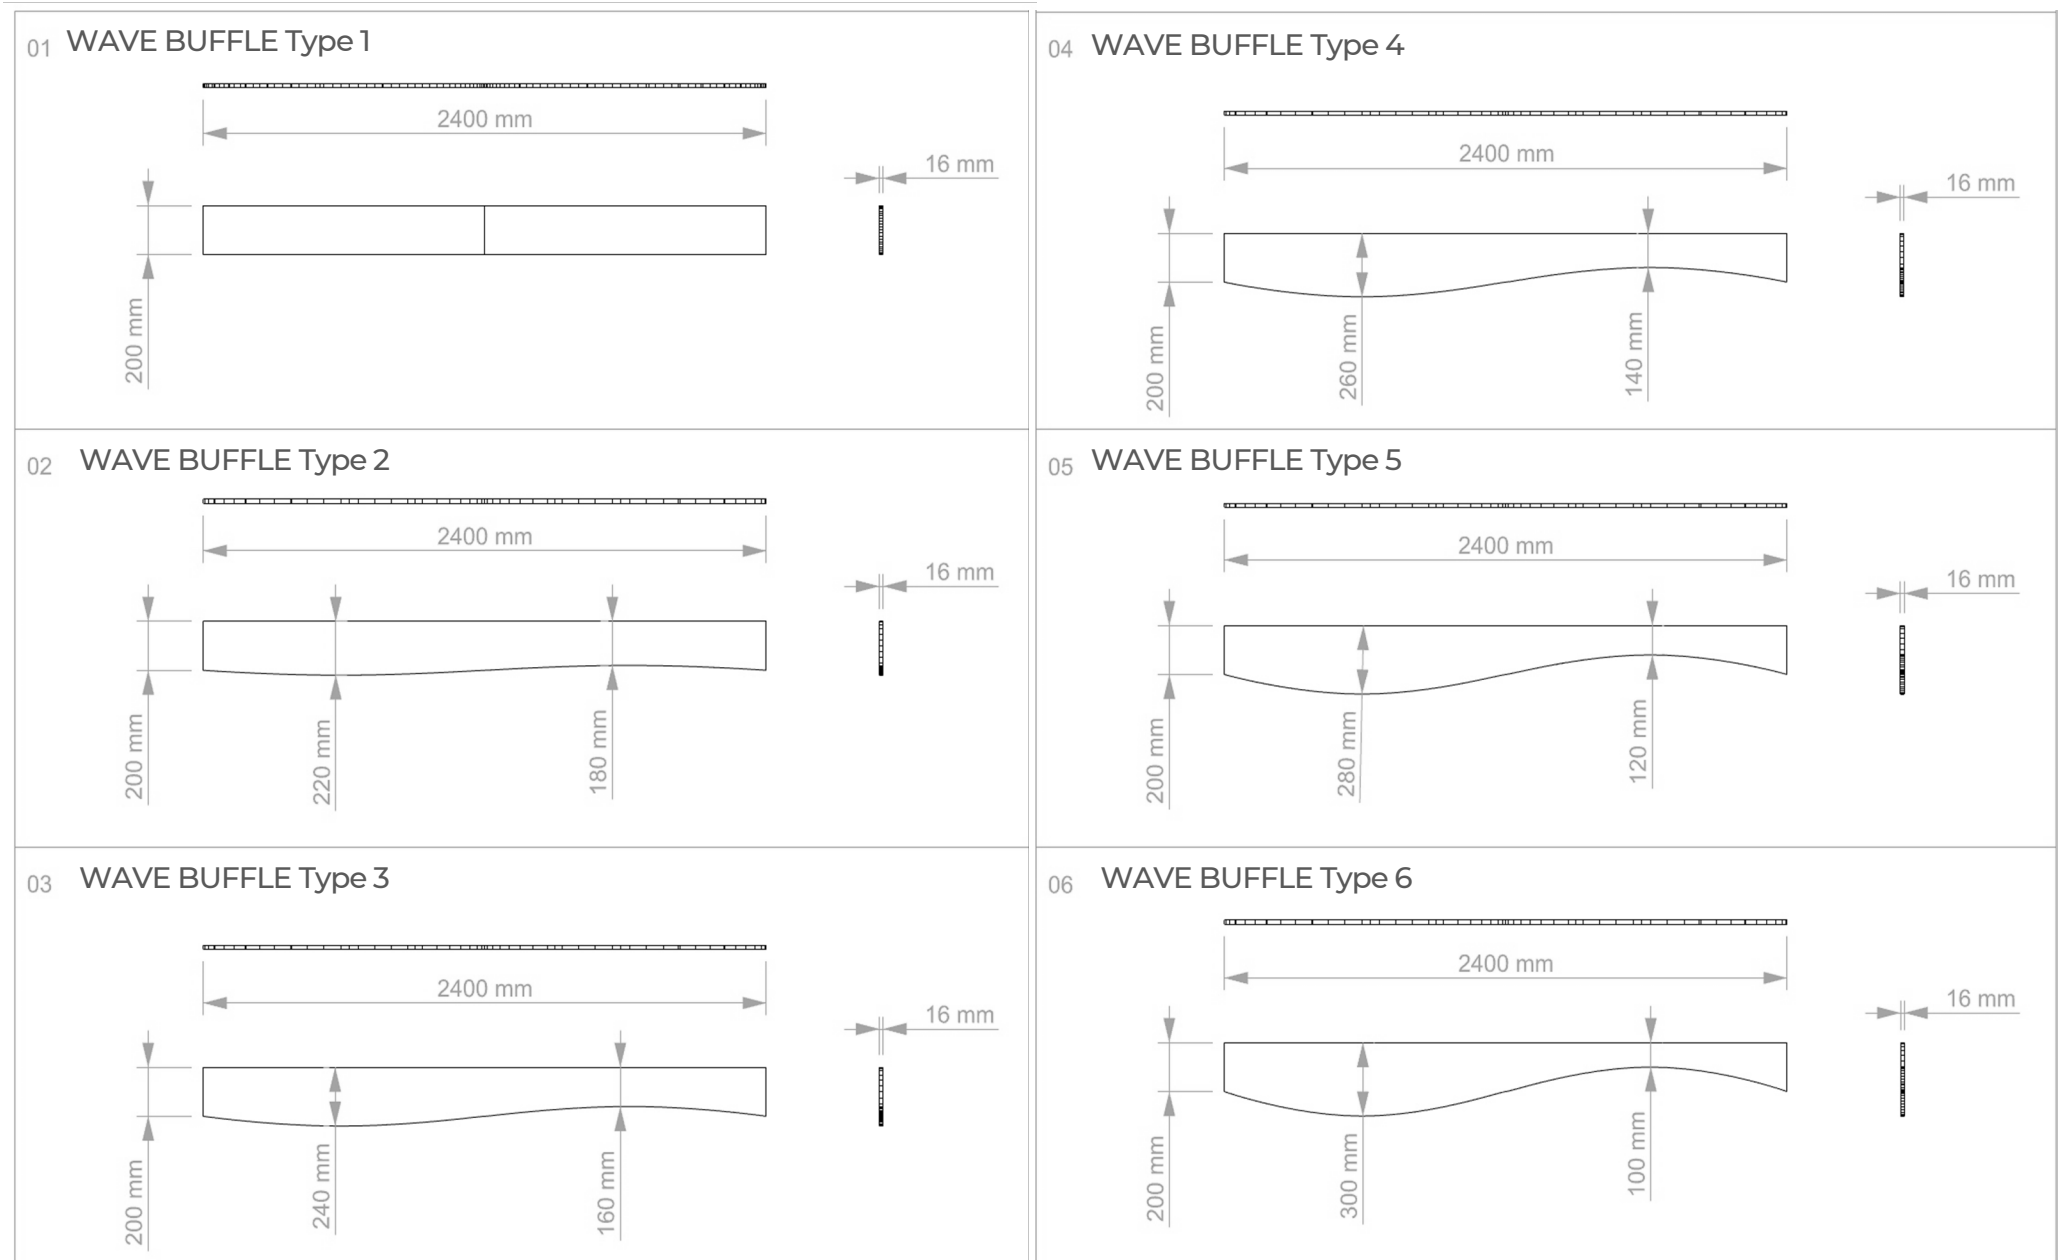 01 WAVE BUFFLE Type 1
2400 mm
16 mm
200 mm
02 WAVE BUFFLE Type 2
2400 mm
16 mm
200 mm
220 mm
180 mm
03 WAVE BUFFLE Type 3
2400 mm
16 mm
200 mm
240 mm
160 mm
04 WAVE BUFFLE Type 4
2400 mm
16 mm
200 mm
260 mm
140 mm
05 WAVE BUFFLE Type 5
2400 mm
16 mm
200 mm
280 mm
120 mm
06 WAVE BUFFLE Type 6
2400 mm
16 mm
200 mm
300 mm
100 mm